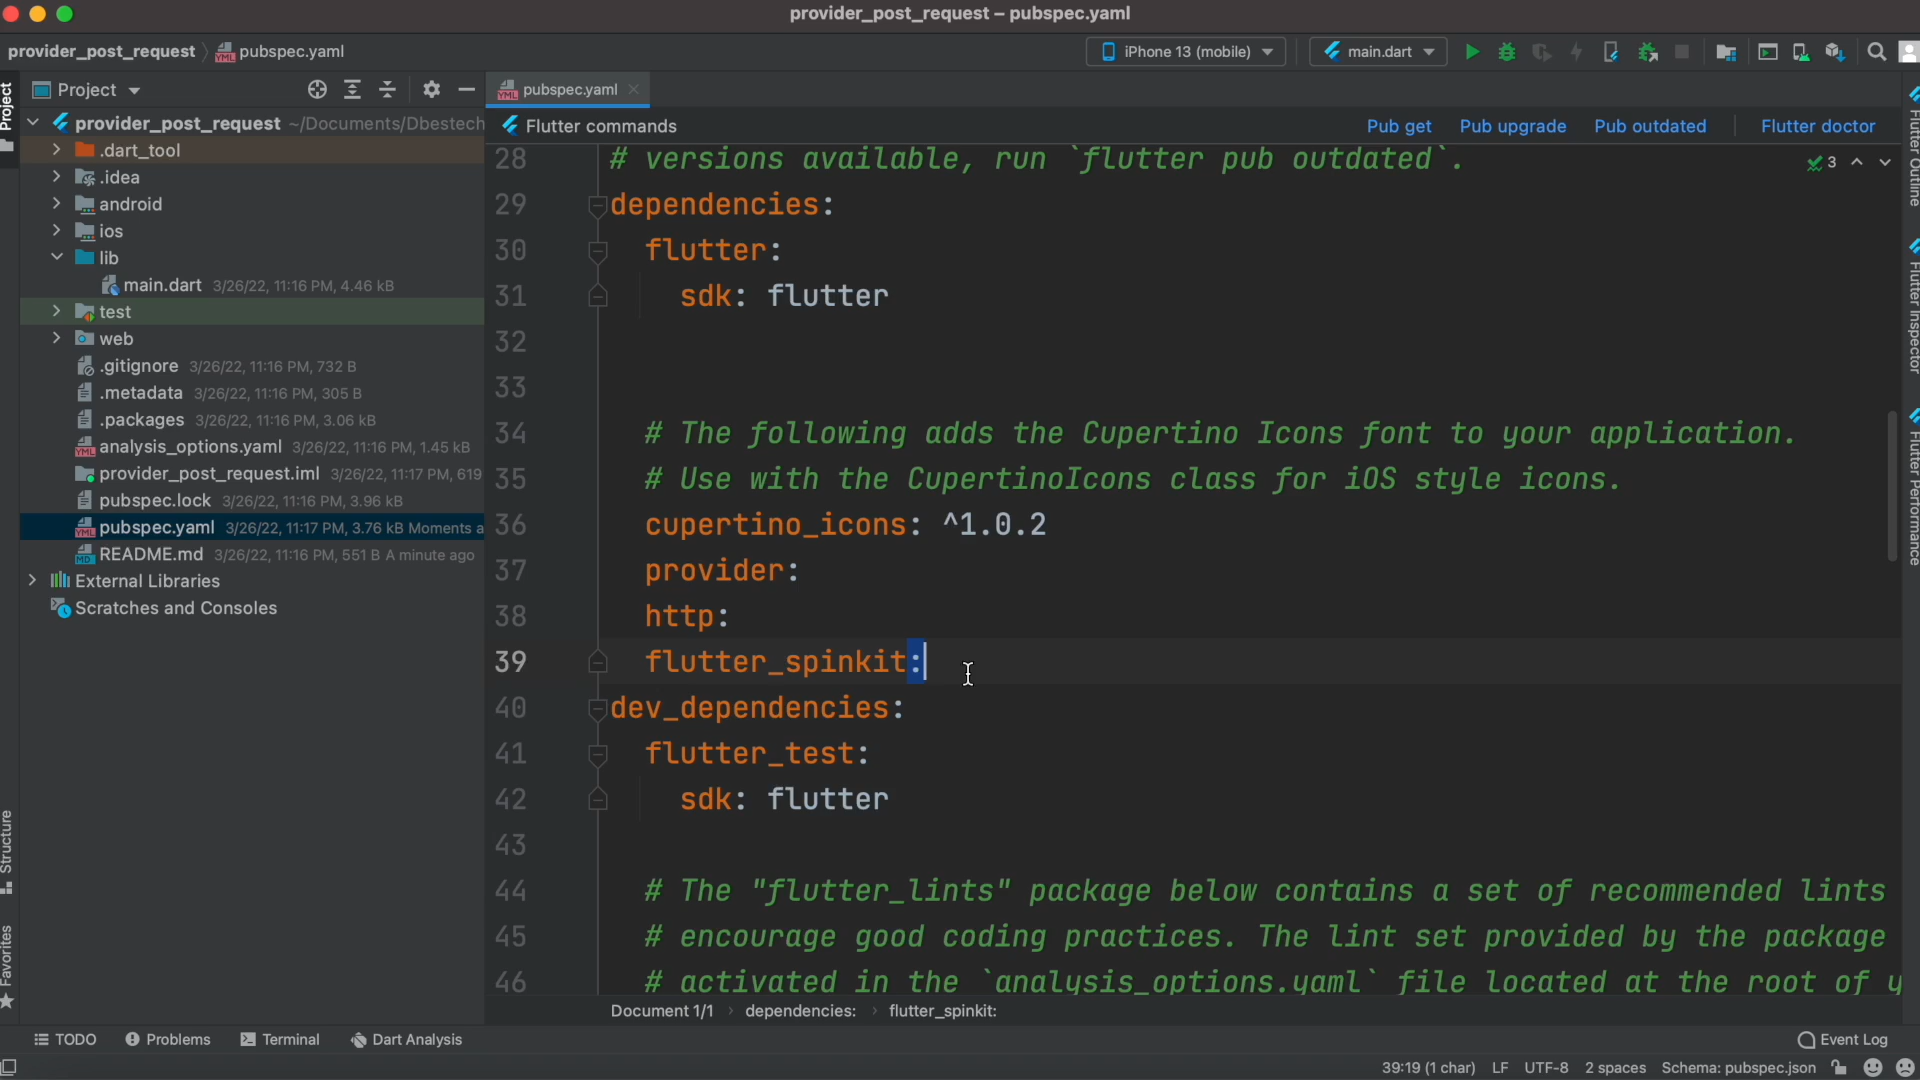 provider_post_request – pubspec.yaml
provider_post_request
pubspec.yaml
iPhone 13 (mobile)
main.dart
Project
Project
pubspec.yaml
provider_post_request ~/Documents/Dbestech
Flutter commands
Pub get
Pub upgrade
Pub outdated
Flutter doctor
.dart_tool
.idea
android
ios
lib
main.dart 3/26/22, 11:16 PM, 4.46 kB
test
web
.gitignore 3/26/22, 11:16 PM, 732 B
.metadata 3/26/22, 11:16 PM, 305 B
.packages 3/26/22, 11:16 PM, 3.06 kB
analysis_options.yaml 3/26/22, 11:16 PM, 1.45 kB
provider_post_request.iml 3/26/22, 11:17 PM, 619
pubspec.lock 3/26/22, 11:16 PM, 3.96 kB
pubspec.yaml 3/26/22, 11:17 PM, 3.76 kB Moments a
README.md 3/26/22, 11:16 PM, 551 B A minute ago
External Libraries
Scratches and Consoles
3
28 # versions available, run `flutter pub outdated`.
29 dependencies:
30 flutter:
31 sdk: flutter
32
33
34 # The following adds the Cupertino Icons font to your application.
35 # Use with the CupertinoIcons class for iOS style icons.
36 cupertino_icons: ^1.0.2
37 provider:
38 http:
39 flutter_spinkit:
40 dev_dependencies:
41 flutter_test:
42 sdk: flutter
43
44 # The "flutter_lints" package below contains a set of recommended lints
45 # encourage good coding practices. The lint set provided by the package
46 # activated in the `analysis_options.yaml` file located at the root of y
Flutter Outline
Flutter Inspector
Flutter Performance
Structure
Favorites
Document 1/1 › dependencies: › flutter_spinkit:
TODO
Problems
Terminal
Dart Analysis
Event Log
39:19 (1 char) LF UTF-8 2 spaces Schema: pubspec.json